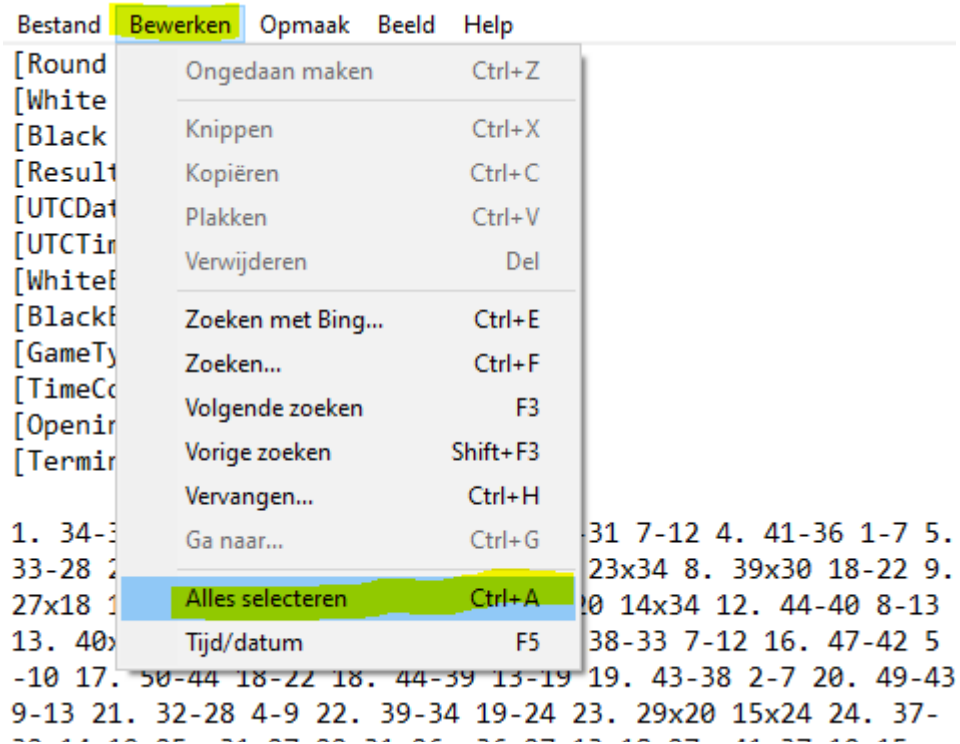 Bestand Bewerken Opmaak Beeld Help
[Round
[White
[Black
[Result
[UTCDat
[UTCTim
[WhiteE
[BlackE
[GameTy
[TimeCo
[Openin
[Termin
Ongedaan maken Ctrl+Z
Knippen Ctrl+X
Kopiëren Ctrl+C
Plakken Ctrl+V
Verwijderen Del
Zoeken met Bing... Ctrl+E
Zoeken... Ctrl+F
Volgende zoeken F3
Vorige zoeken Shift+F3
Vervangen... Ctrl+H
Ga naar... Ctrl+G
Alles selecteren Ctrl+A
Tijd/datum F5
1. 34-3 -31 7-12 4. 41-36 1-7 5.
33-28 2 23x34 8. 39x30 18-22 9.
27x18 1 20 14x34 12. 44-40 8-13
13. 40x 38-33 7-12 16. 47-42 5
-10 17. 50-44 18-22 18. 44-39 13-19 19. 43-38 2-7 20. 49-43
9-13 21. 32-28 4-9 22. 39-34 19-24 23. 29x20 15x24 24. 37-